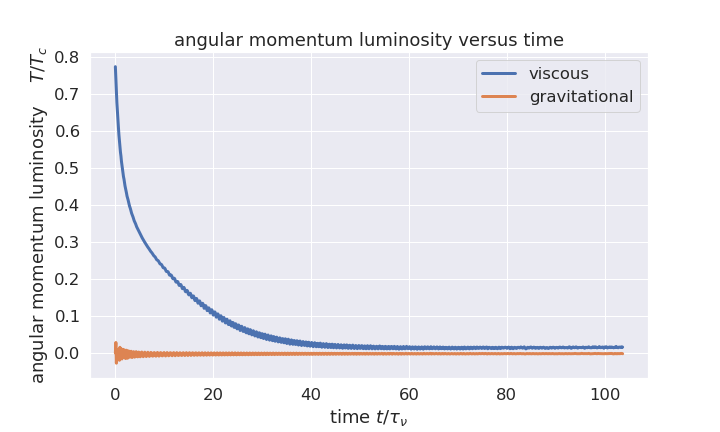 angular momentum luminosity versus time
angular momentum luminosity T/T_c
0.8
0.7
0.6
0.5
0.4
0.3
0.2
0.1
0.0
viscous
gravitational
0 20 40 60 80 100
time t/τ_ν